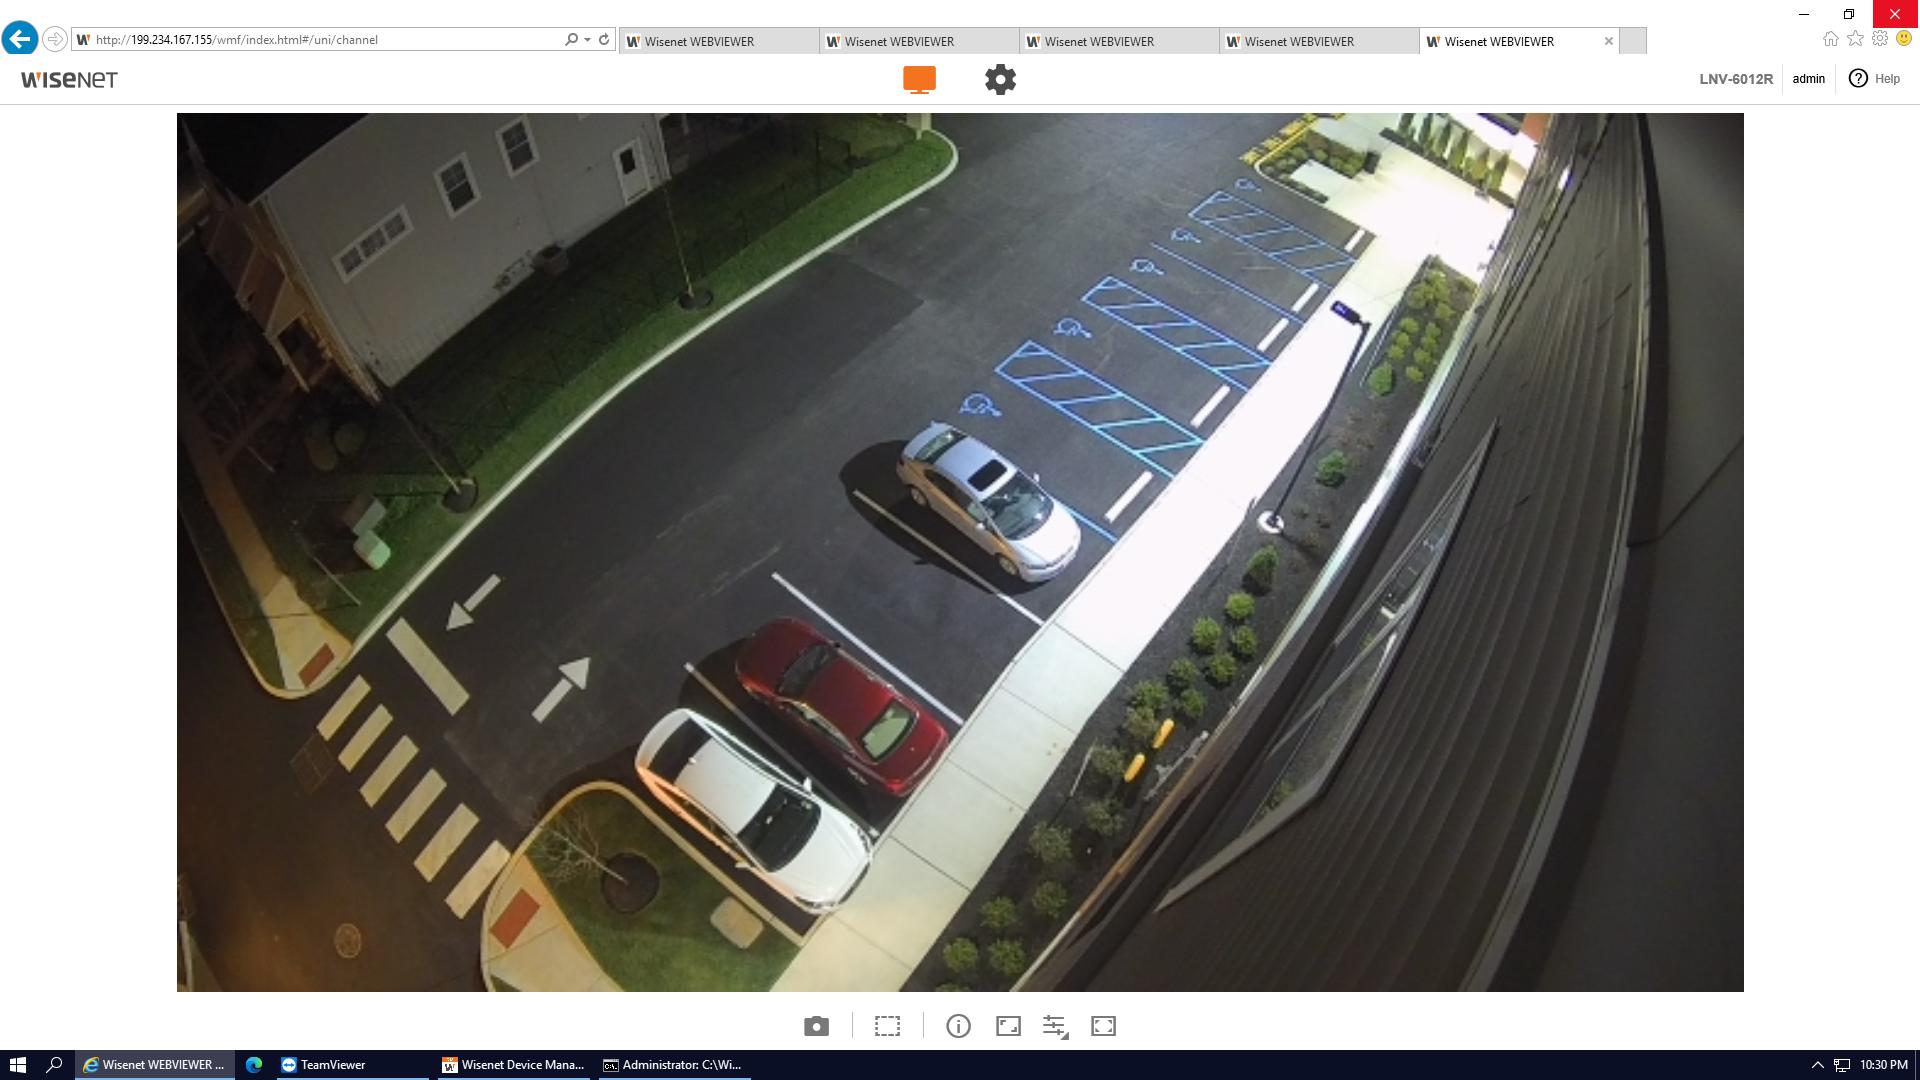 http://199.234.167.155/wmf/index.html#/uni/channel
Wisenet WEBVIEWER
Wisenet WEBVIEWER
Wisenet WEBVIEWER
Wisenet WEBVIEWER
Wisenet WEBVIEWER
WISENET
LNV-6012R
admin
? Help
Wisenet WEBVIEWER ...
TeamViewer
Wisenet Device Mana...
Administrator: C:\Wi...
10:30 PM